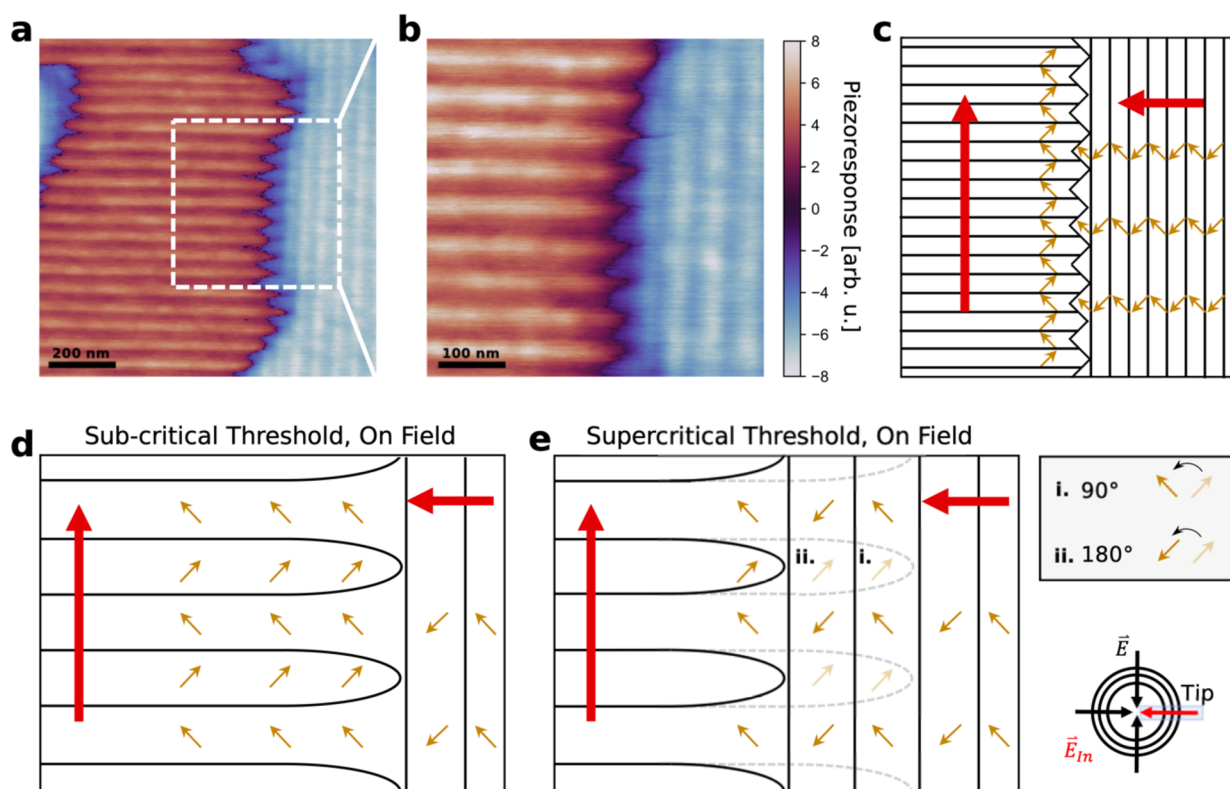 a
b
c
8
6
4
2
0
−2
−4
−6
−8
Piezoresponse [arb. u.]
200 nm
100 nm
d
Sub-critical Threshold, On Field
e
Supercritical Threshold, On Field
ii.
i.
i. 90°
ii. 180°
E⃗
Tip
E⃗In